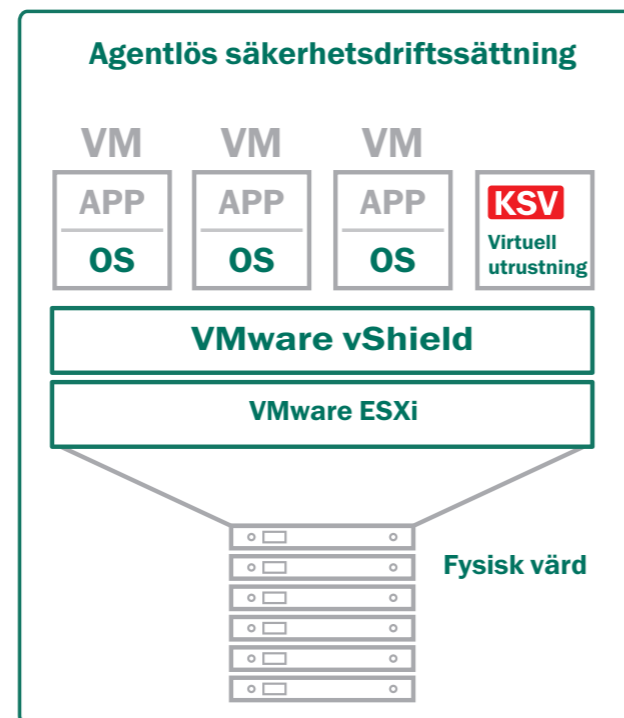 Agentlös säkerhetsdriftssättning
VM VM VM
APP APP APP KSV
OS OS OS Virtuell
utrustning
VMware vShield
VMware ESXi
Fysisk värd